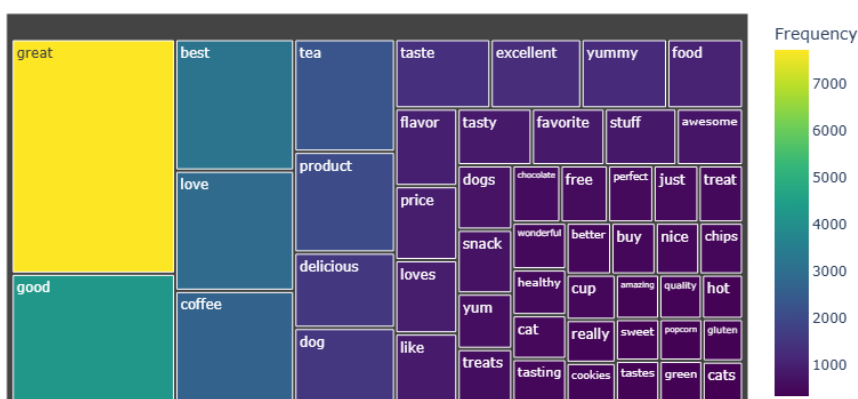 Frequency
great
best
tea
taste
excellent
yummy
food
7000
6000
flavor
tasty
favorite
stuff
awesome
product
love
dogs
chocolate
free
perfect
just
treat
5000
price
snack
wonderful
better
buy
nice
chips
4000
delicious
loves
good
healthy
cup
amazing
quality
hot
3000
coffee
yum
cat
really
sweet
popcorn
gluten
2000
dog
like
treats
tasting
cookies
tastes
green
cats
1000